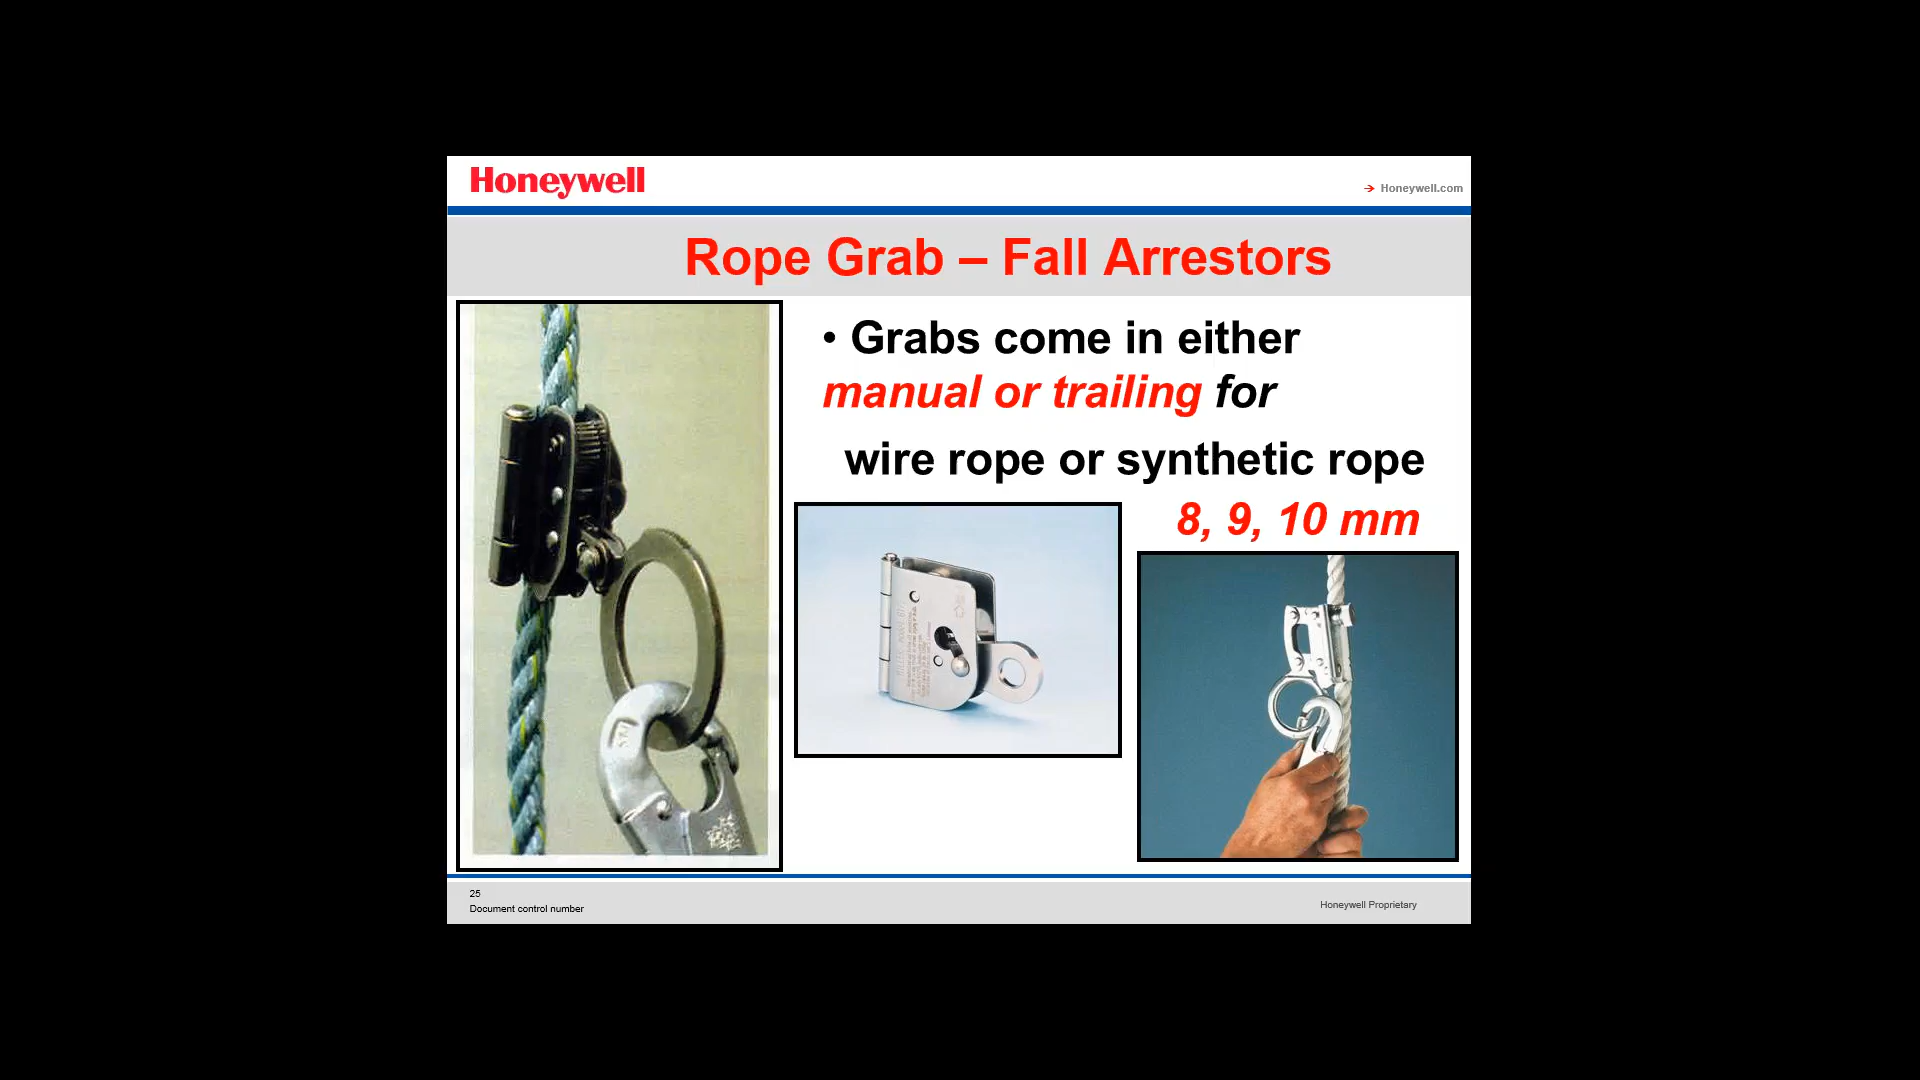 Honeywell
Honeywell.com
Rope Grab – Fall Arrestors
• Grabs come in either
manual or trailing for
wire rope or synthetic rope
8, 9, 10 mm
25
Document control number
Honeywell Proprietary